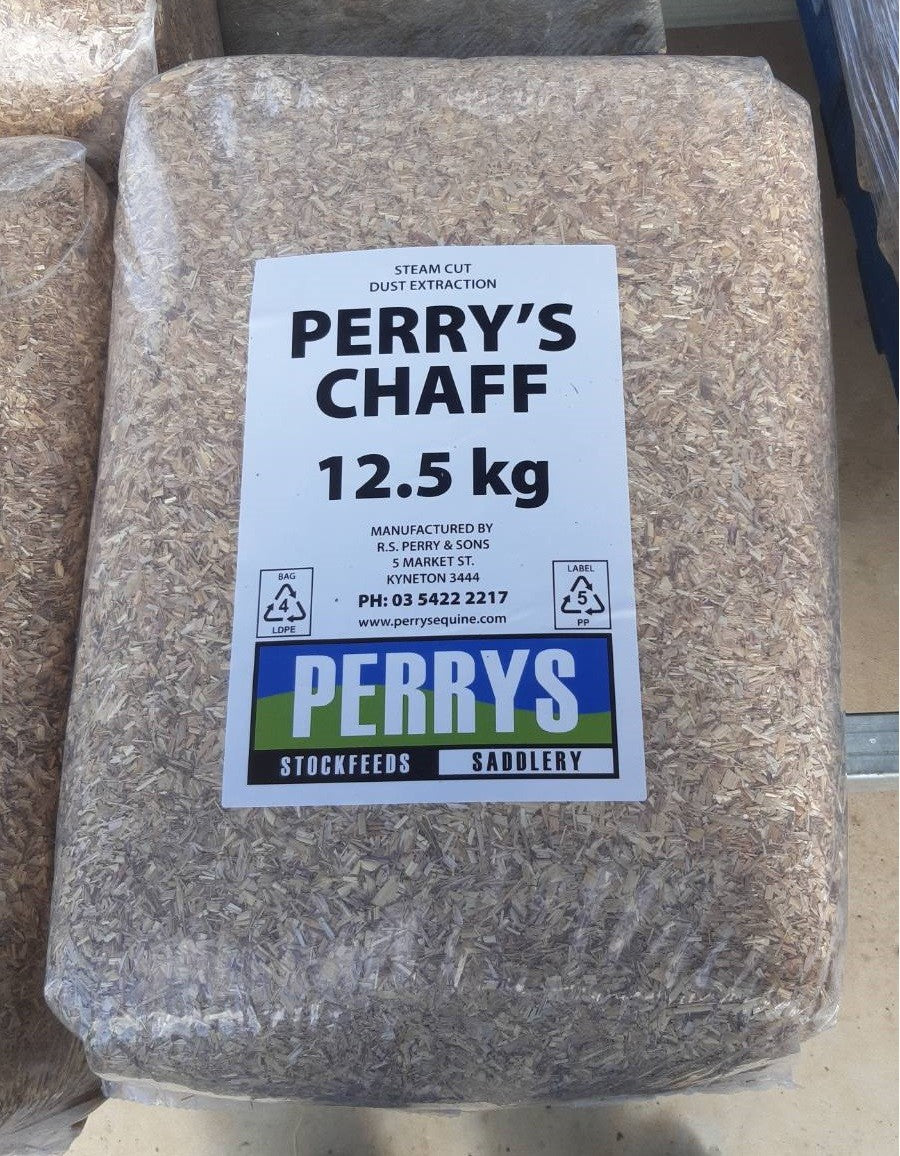 STEAM CUT
DUST EXTRACTION
PERRY'S
CHAFF
12.5 kg
MANUFACTURED BY
R.S. PERRY & SONS
5 MARKET ST.
KYNETON 3444
PH: 03 5422 2217
www.perrysequine.com
BAG
4
LDPE
LABEL
5
PP
PERRYS
STOCKFEEDS SADDLERY